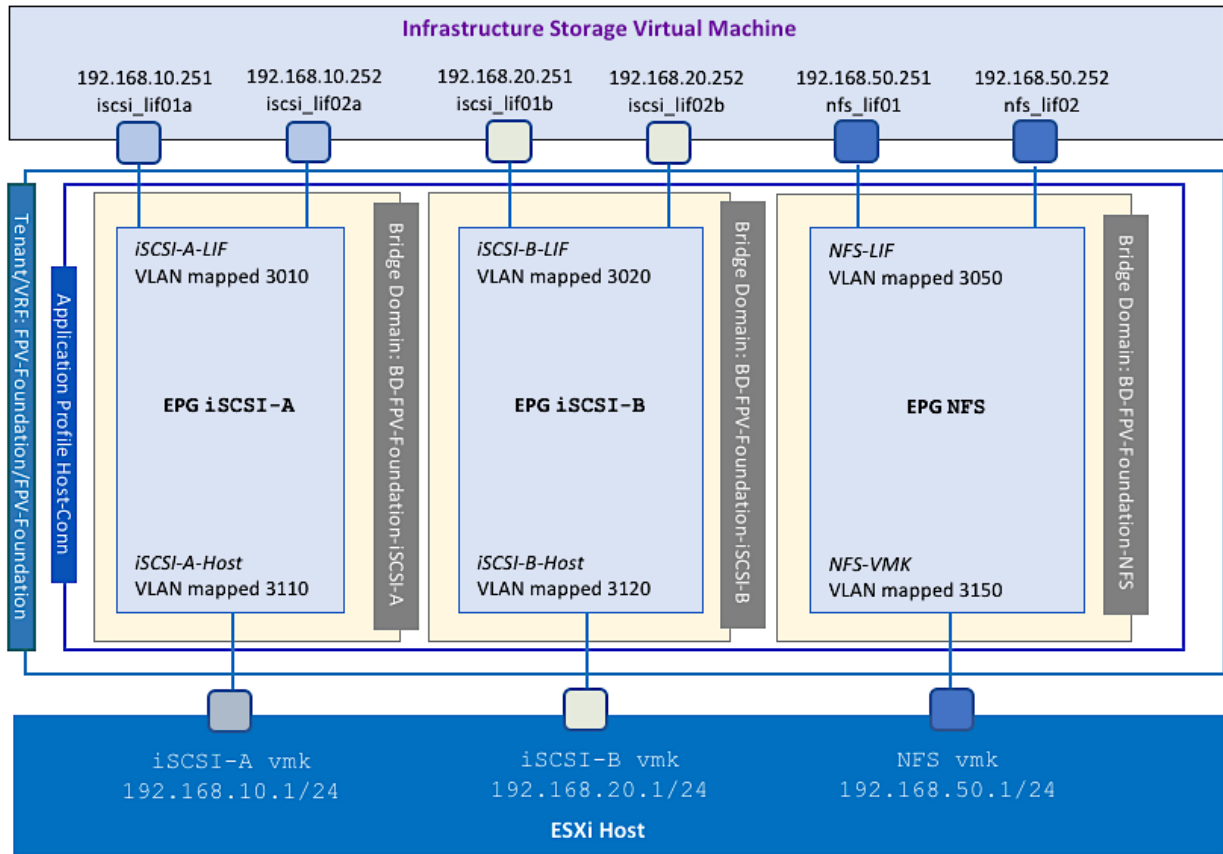 Infrastructure Storage Virtual Machine
192.168.10.251
iscsi_lif01a
192.168.10.252
iscsi_lif02a
192.168.20.251
iscsi_lif01b
192.168.20.252
iscsi_lif02b
192.168.50.251
nfs_lif01
192.168.50.252
nfs_lif02
Tenant/VRF: FPV-Foundation/FPV-Foundation
Application Profile Host-Conn
iSCSI-A-LIF
VLAN mapped 3010
EPG iSCSI-A
iSCSI-A-Host
VLAN mapped 3110
Bridge Domain: BD-FPV-Foundation-iSCSI-A
iSCSI-B-LIF
VLAN mapped 3020
EPG iSCSI-B
iSCSI-B-Host
VLAN mapped 3120
Bridge Domain: BD-FPV-Foundation-iSCSI-B
NFS-LIF
VLAN mapped 3050
EPG NFS
NFS-VMK
VLAN mapped 3150
Bridge Domain: BD-FPV-Foundation-NFS
iSCSI-A vmk
192.168.10.1/24
iSCSI-B vmk
192.168.20.1/24
NFS vmk
192.168.50.1/24
ESXi Host